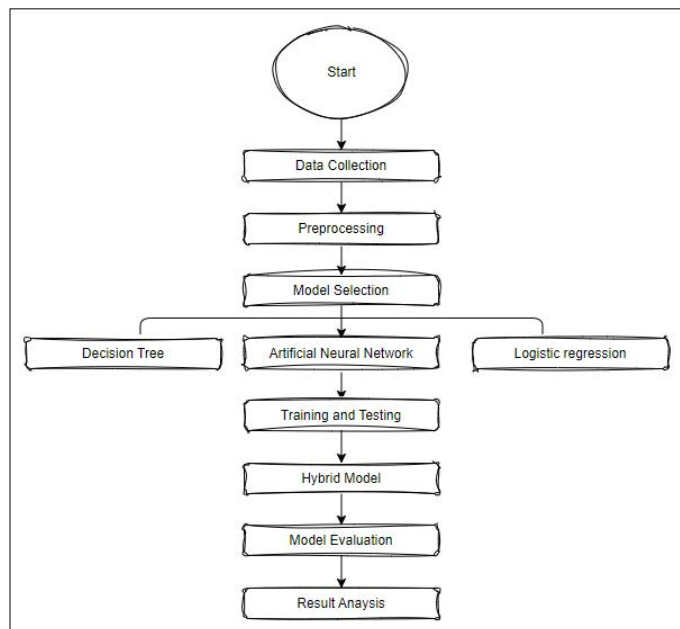 Start
Data Collection
Preprocessing
Model Selection
Decision Tree
Artificial Neural Network
Logistic regression
Training and Testing
Hybrid Model
Model Evaluation
Result Anaysis